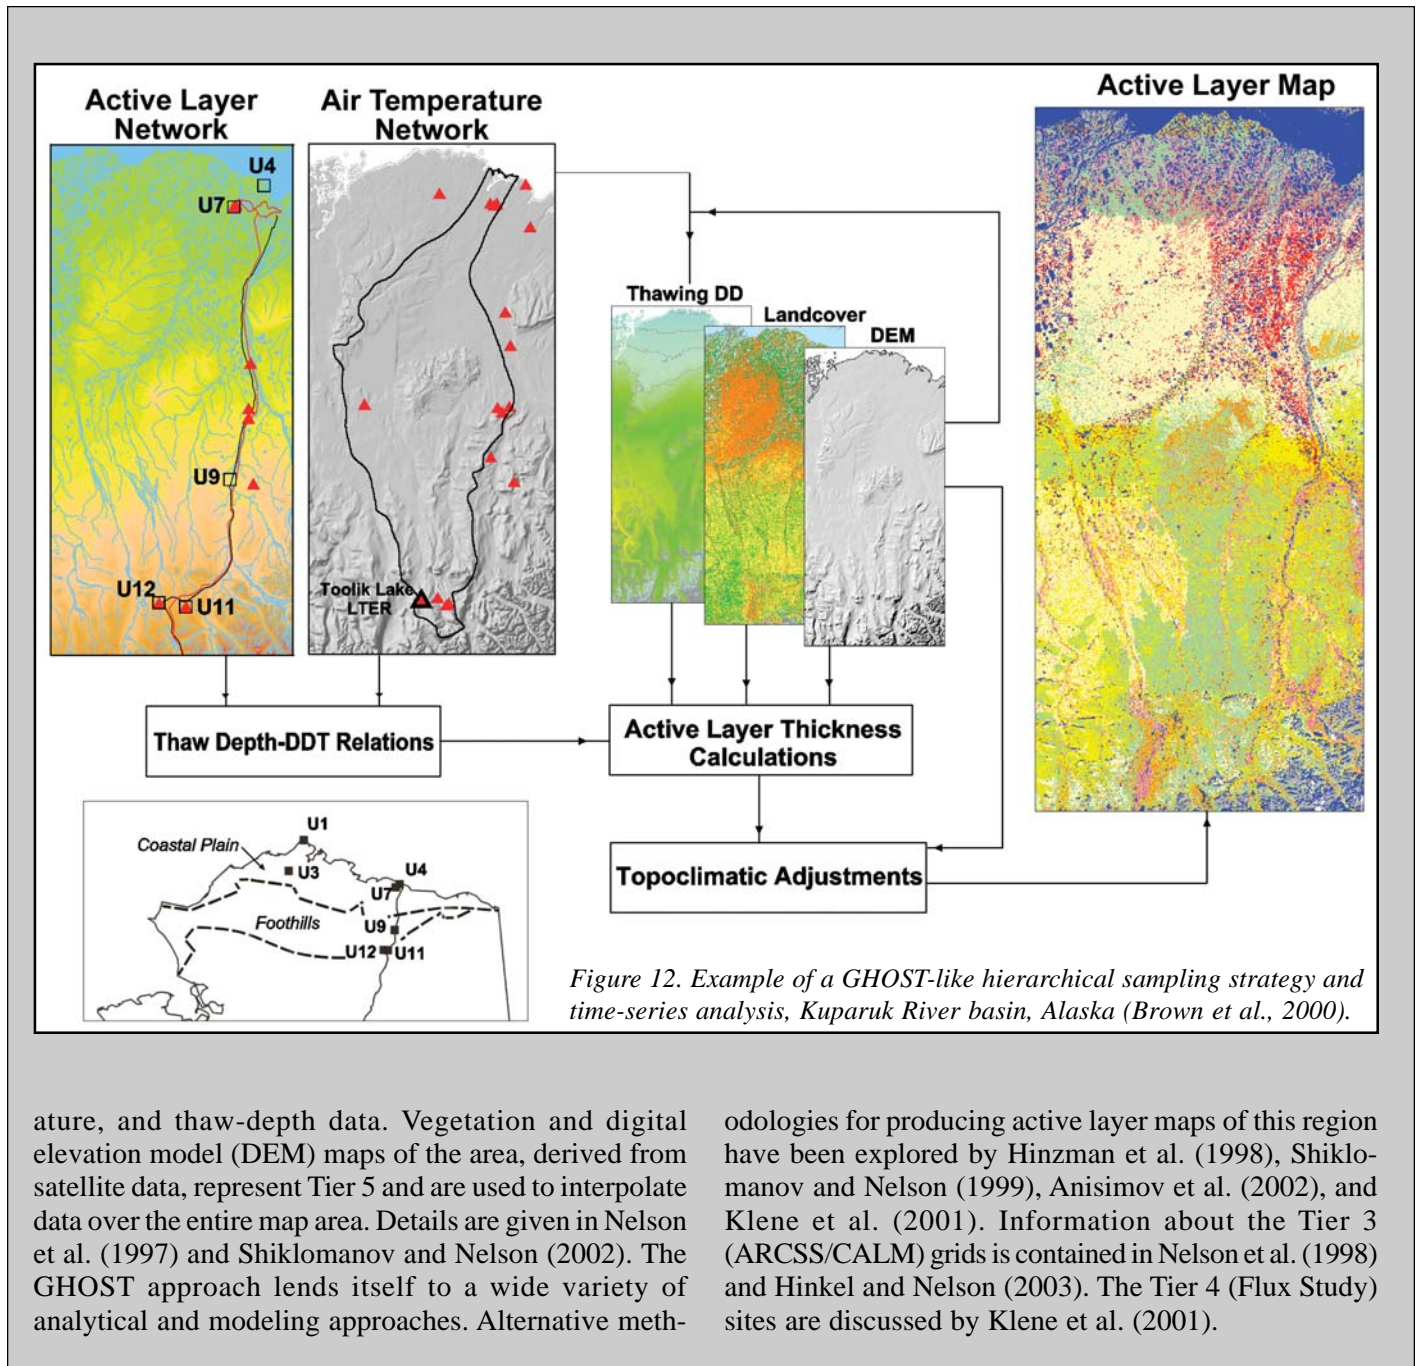 Active Layer
Network
Air Temperature
Network
Active Layer Map
U4
U7
U9
U12
U11
Toolik Lake
LTER
Thawing DD
Landcover
DEM
Thaw Depth-DDT Relations
Active Layer Thickness
Calculations
Topoclimatic Adjustments
U1
Coastal Plain
U3
U4
U7
Foothills
U9
U12
U11
Figure 12. Example of a GHOST-like hierarchical sampling strategy and
time-series analysis, Kuparuk River basin, Alaska (Brown et al., 2000).
ature, and thaw-depth data. Vegetation and digital
elevation model (DEM) maps of the area, derived from
satellite data, represent Tier 5 and are used to interpolate
data over the entire map area. Details are given in Nelson
et al. (1997) and Shiklomanov and Nelson (2002). The
GHOST approach lends itself to a wide variety of
analytical and modeling approaches. Alternative meth-
odologies for producing active layer maps of this region
have been explored by Hinzman et al. (1998), Shiklo-
manov and Nelson (1999), Anisimov et al. (2002), and
Klene et al. (2001). Information about the Tier 3
(ARCSS/CALM) grids is contained in Nelson et al. (1998)
and Hinkel and Nelson (2003). The Tier 4 (Flux Study)
sites are discussed by Klene et al. (2001).